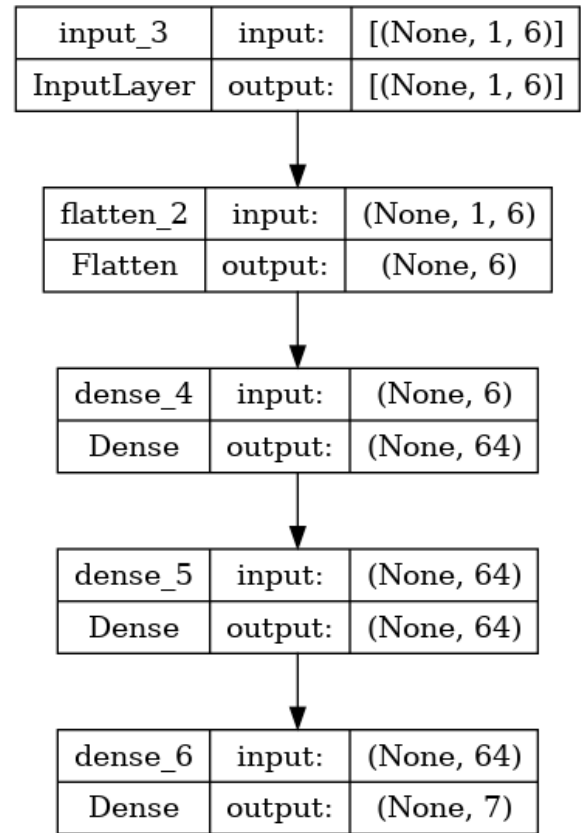 input_3 input: [(None, 1, 6)]
InputLayer output: [(None, 1, 6)]
flatten_2 input: (None, 1, 6)
Flatten output: (None, 6)
dense_4 input: (None, 6)
Dense output: (None, 64)
dense_5 input: (None, 64)
Dense output: (None, 64)
dense_6 input: (None, 64)
Dense output: (None, 7)